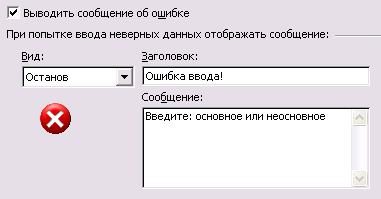 Выводить сообщение об ошибке
При попытке ввода неверных данных отображать сообщение:
Вид:
Останов
Заголовок:
Ошибка ввода!
Сообщение:
Введите: основное или неосновное